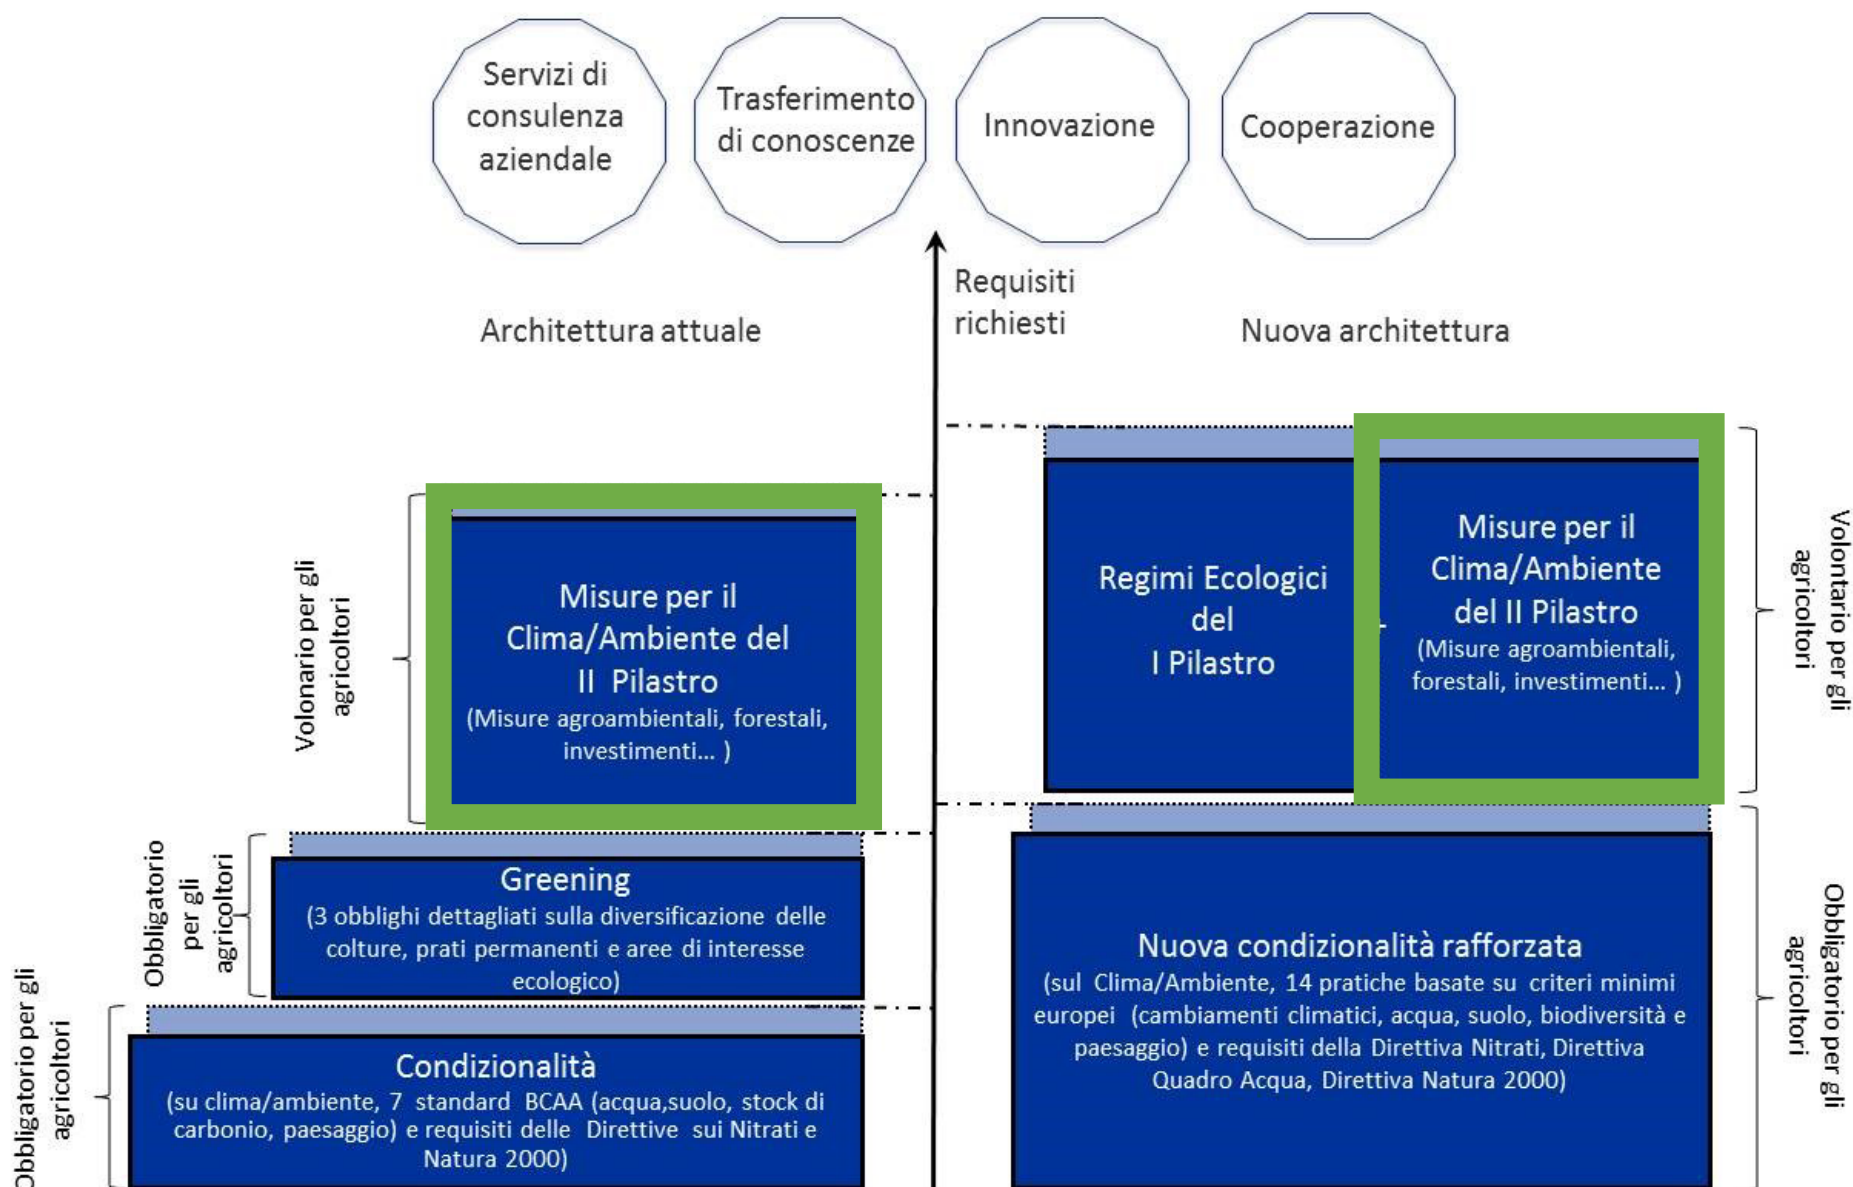 Servizi di
consulenza
aziendale
Trasferimento
di conoscenze
Innovazione
Cooperazione
Requisiti
richiesti
Architettura attuale
Nuova architettura
Volonario per gli
agricoltori
Misure per il
Clima/Ambiente del
II Pilastro
(Misure agroambientali, forestali,
investimenti... )
Obbligatorio
per gli
agricoltori
Greening
(3 obblighi dettagliati sulla diversificazione delle
colture, prati permanenti e aree di interesse
ecologico)
Obbligatorio per gli
agricoltori
Condizionalità
(su clima/ambiente, 7 standard BCAA (acqua,suolo, stock di
carbonio, paesaggio) e requisiti delle Direttive sui Nitrati e
Natura 2000)
Regimi Ecologici
del
I Pilastro
Misure per il
Clima/Ambiente
del II Pilastro
(Misure agroambientali,
forestali, investimenti... )
Volontario per gli
agricoltori
Nuova condizionalità rafforzata
(sul Clima/Ambiente, 14 pratiche basate su criteri minimi
europei (cambiamenti climatici, acqua, suolo, biodiversità e
paesaggio) e requisiti della Direttiva Nitrati, Direttiva
Quadro Acqua, Direttiva Natura 2000)
Obbligatorio per gli
agricoltori